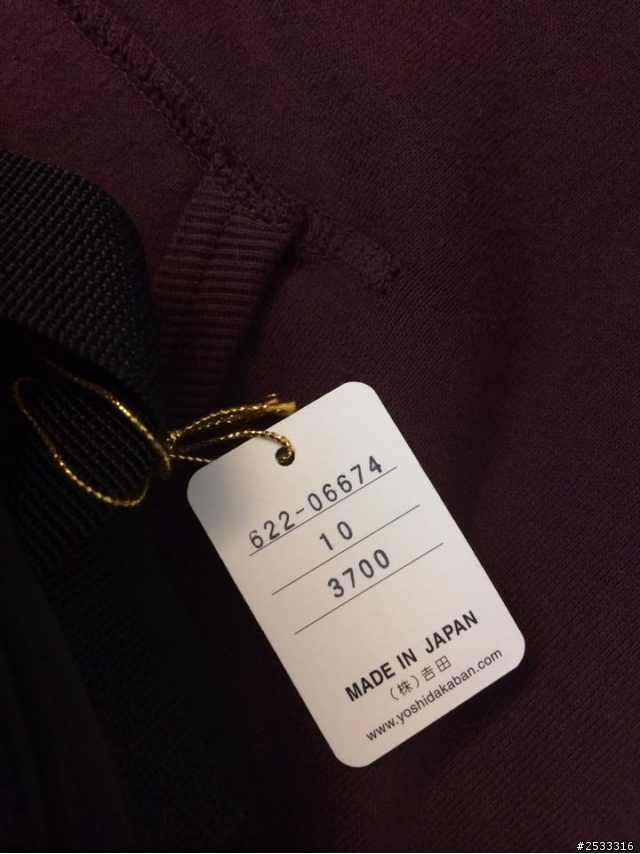 622-06674
10
3700
MADE IN JAPAN
(株)吉田
www.yoshidakaban.com
#2533316